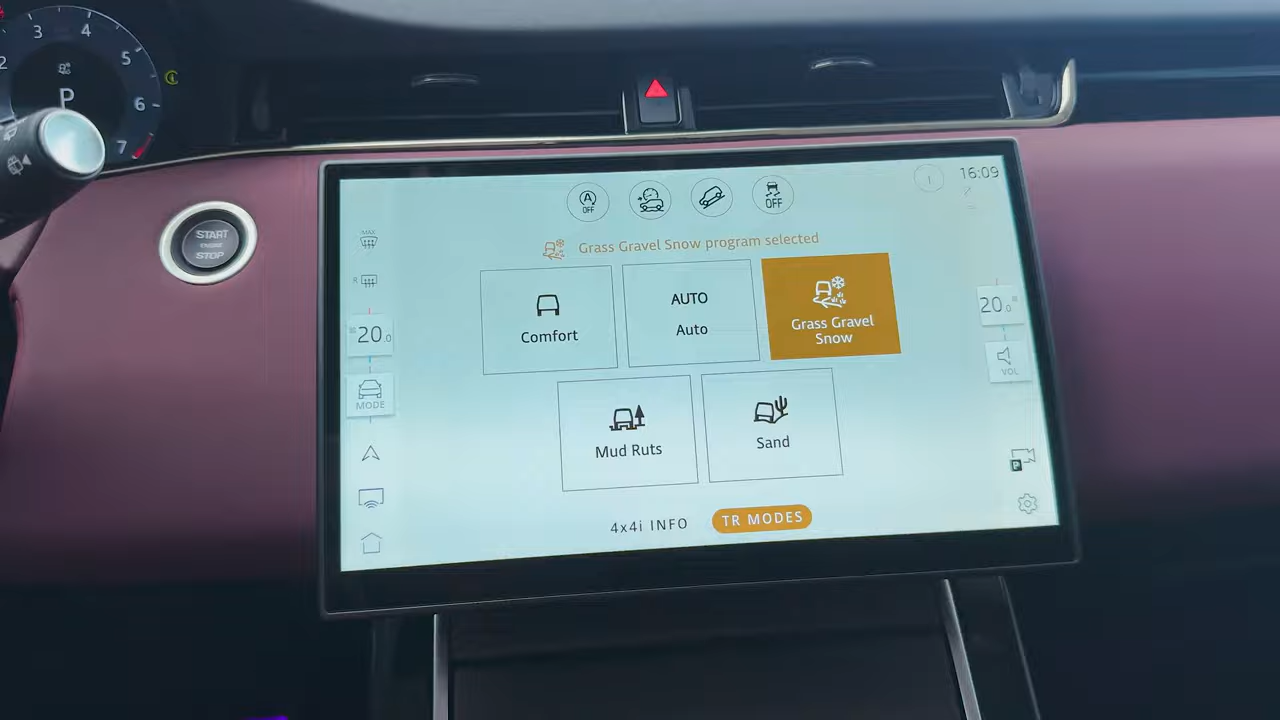 3
4
2
5
P
6
7
START
ENGINE
STOP
A
OFF
OFF
16:09
MAX
Grass Gravel Snow program selected
R
20.0
MODE
Comfort
AUTO
Auto
Grass Gravel
Snow
20.0
VOL
Mud Ruts
Sand
P
4x4i INFO
TR MODES